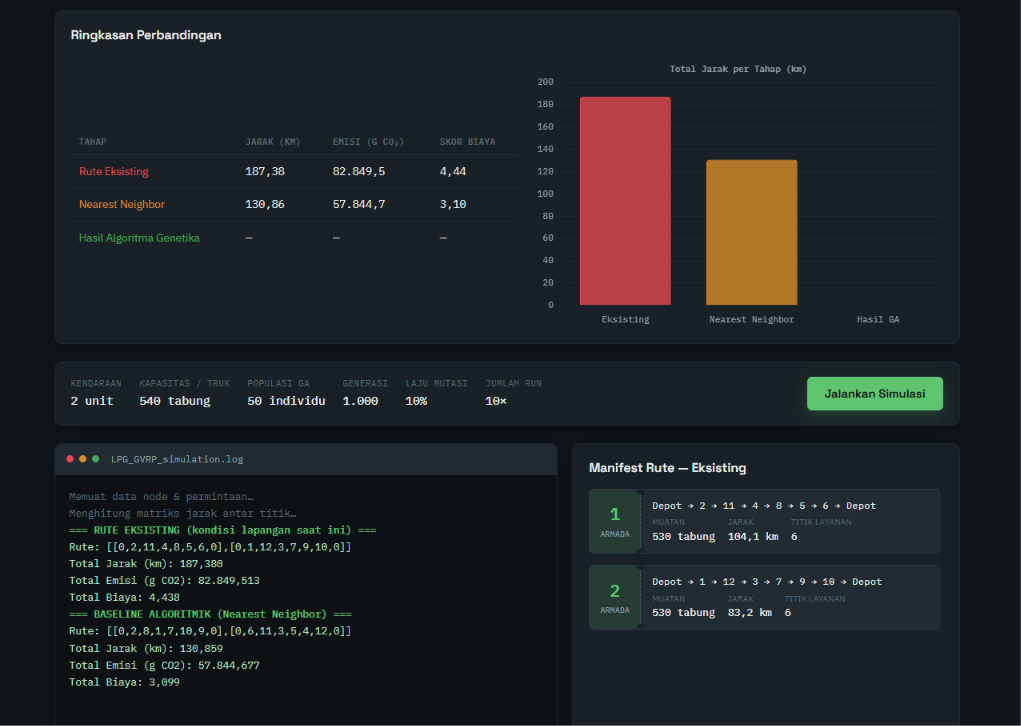 Ringkasan Perbandingan
TAHAP JARAK (KM) EMISI (G CO₂) SKOR BIAYA
Rute Eksisting 187,38 82.849,5 4,44
Nearest Neighbor 130,86 57.844,7 3,10
Hasil Algoritma Genetika — — —
Total Jarak per Tahap (km)
200
180
160
140
120
100
80
60
40
20
0
Eksisting Nearest Neighbor Hasil GA
KENDARAAN KAPASITAS / TRUK POPULASI GA GENERASI LAJU MUTASI JUMLAH RUN
2 unit 540 tabung 50 individu 1.000 10% 10×
Jalankan Simulasi
LPG_GVRP_simulation.log
Memuat data node & permintaan…
Menghitung matriks jarak antar titik…
=== RUTE EKSISTING (kondisi lapangan saat ini) ===
Rute: [[0,2,11,4,8,5,6,0],[0,1,12,3,7,9,10,0]]
Total Jarak (km): 187,380
Total Emisi (g CO2): 82.849,513
Total Biaya: 4,438
=== BASELINE ALGORITMIK (Nearest Neighbor) ===
Rute: [[0,2,8,1,7,10,9,0],[0,6,11,3,5,4,12,0]]
Total Jarak (km): 130,859
Total Emisi (g CO2): 57.844,677
Total Biaya: 3,099
Manifest Rute — Eksisting
1
ARMADA
Depot → 2 → 11 → 4 → 8 → 5 → 6 → Depot
MUATAN JARAK TITIK LAYANAN
530 tabung 104,1 km 6
2
ARMADA
Depot → 1 → 12 → 3 → 7 → 9 → 10 → Depot
MUATAN JARAK TITIK LAYANAN
530 tabung 83,2 km 6